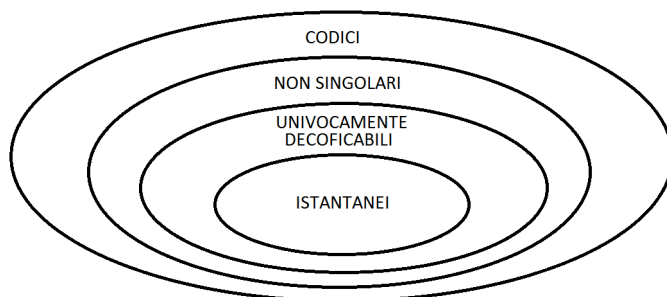 CODICI
NON SINGOLARI
UNIVOCAMENTE
DECOFICABILI
ISTANTANEI